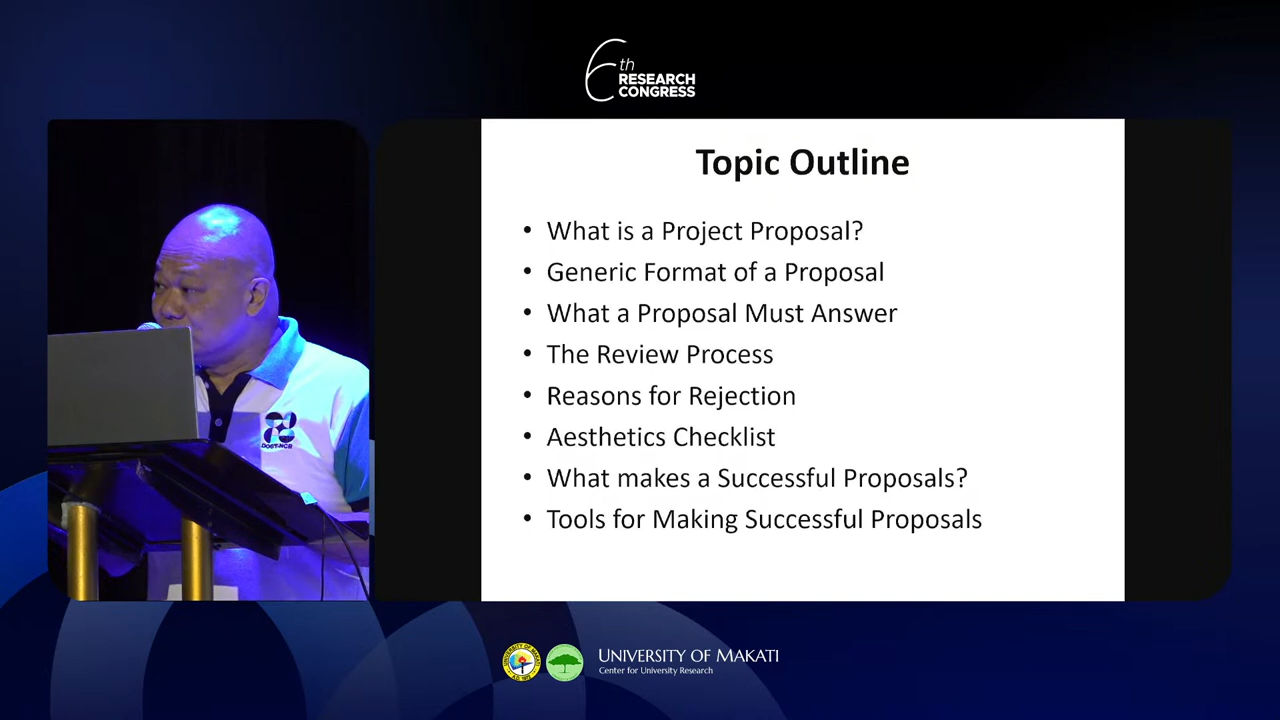 6th
RESEARCH
CONGRESS
Topic Outline
• What is a Project Proposal?
• Generic Format of a Proposal
• What a Proposal Must Answer
• The Review Process
• Reasons for Rejection
• Aesthetics Checklist
• What makes a Successful Proposals?
• Tools for Making Successful Proposals
DOST-NCR
UNIVERSITY OF MAKATI
Center for University Research